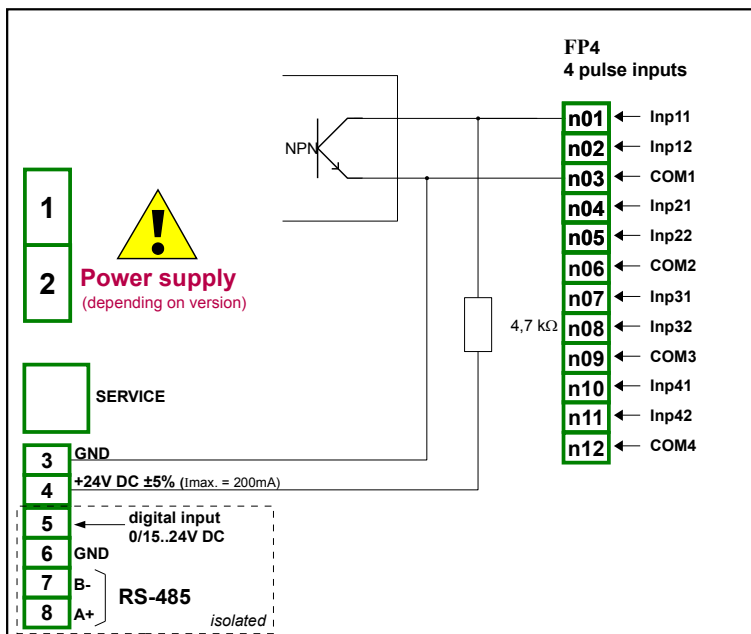 FP4
4 pulse inputs
NPN
n01 Inp11
n02 Inp12
n03 COM1
n04 Inp21
n05 Inp22
n06 COM2
n07 Inp31
4,7 kΩ n08 Inp32
n09 COM3
n10 Inp41
n11 Inp42
n12 COM4
1
2
!
Power supply
(depending on version)
SERVICE
3 GND
4 +24V DC ±5% (Imax. = 200mA)
5 digital input
0/15..24V DC
6 GND
7 B-
RS-485
8 A+
isolated